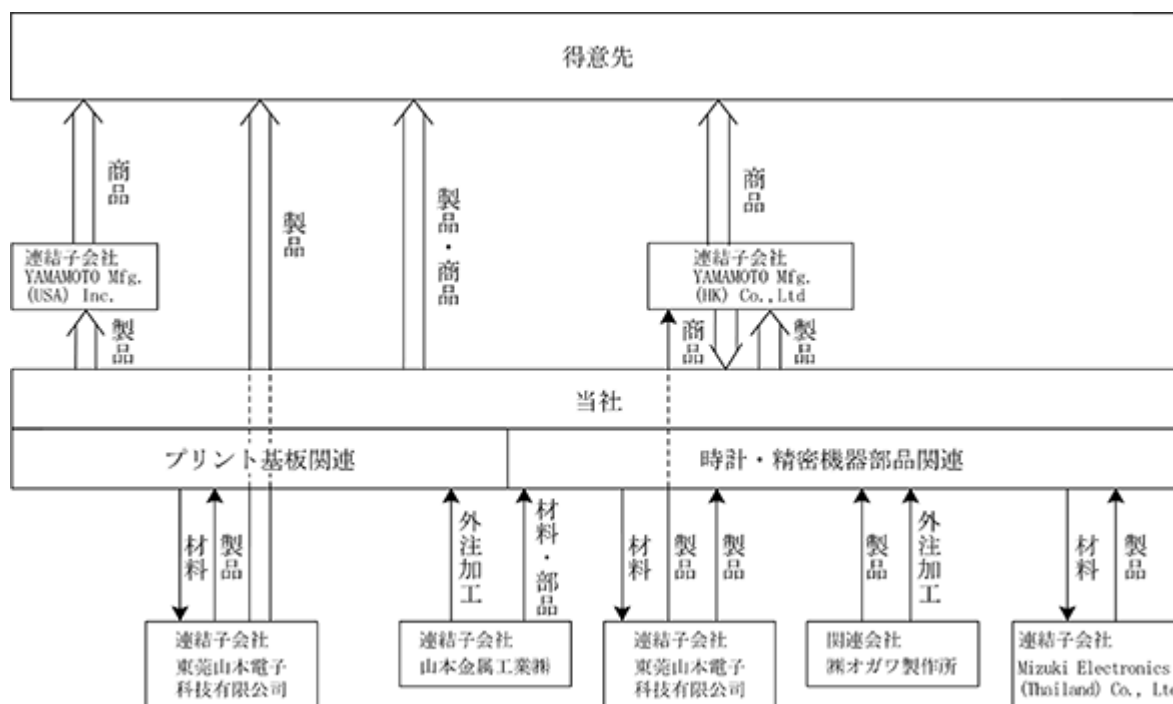 得意先
商品
製品
製品・商品
商品
連結子会社
YAMAMOTO Mfg.
(USA) Inc.
連結子会社
YAMAMOTO Mfg.
(HK) Co.,Ltd
製品
商品
製品
当社
プリント基板関連
時計・精密機器部品関連
材料
製品
外注加工
材料・部品
材料
製品
製品
製品
外注加工
材料
製品
連結子会社
東莞山本電子
科技有限公司
連結子会社
山本金属工業㈱
連結子会社
東莞山本電子
科技有限公司
関連会社
㈱オガワ製作所
連結子会社
Mizuki Electronics
(Thailand) Co., Ltd